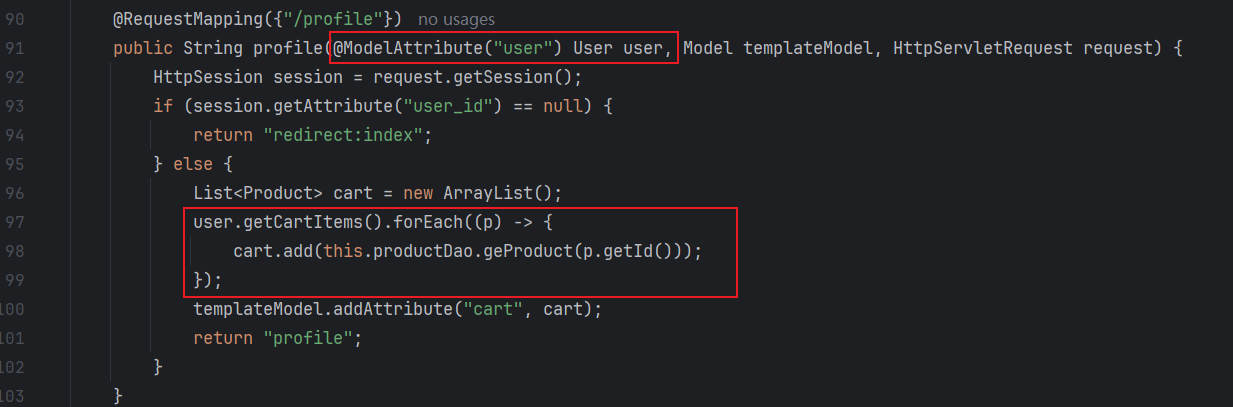 90 @RequestMapping({"/profile"}) no usages
91 public String profile(@ModelAttribute("user") User user, Model templateModel, HttpServletRequest request) {
92 HttpSession session = request.getSession();
93 if (session.getAttribute("user_id") == null) {
94 return "redirect:index";
95 } else {
96 List<Product> cart = new ArrayList();
97 user.getCartItems().forEach((p) -> {
98 cart.add(this.productDao.geProduct(p.getId()));
99 });
100 templateModel.addAttribute("cart", cart);
101 return "profile";
102 }
103 }